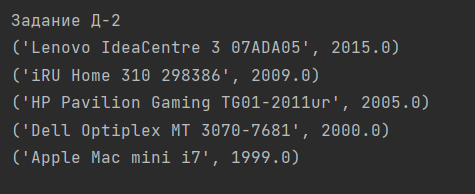 Задание Д-2
('Lenovo IdeaCentre 3 07ADA05', 2015.0)
('iRU Home 310 298386', 2009.0)
('HP Pavilion Gaming TG01-2011ur', 2005.0)
('Dell Optiplex MT 3070-7681', 2000.0)
('Apple Mac mini i7', 1999.0)